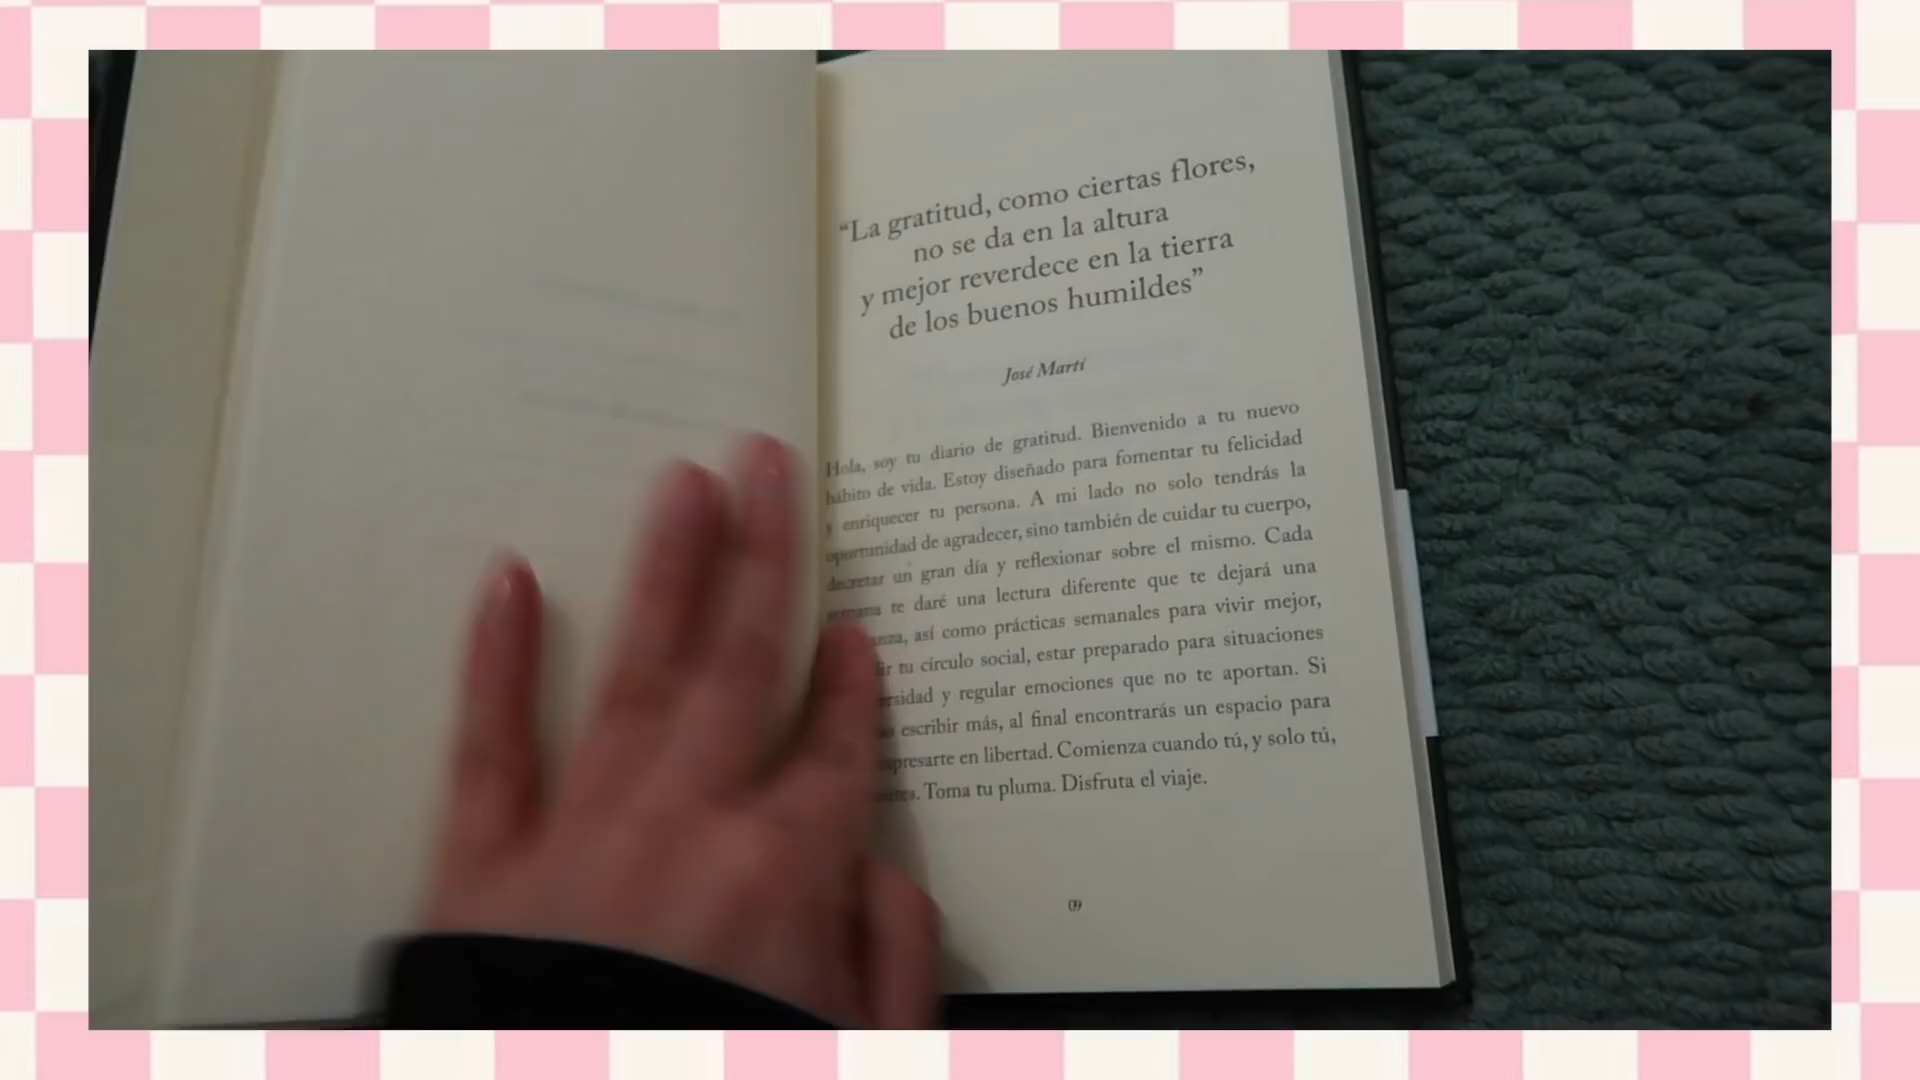 “La gratitud, como ciertas flores,
no se da en la altura
y mejor reverdece en la tierra
de los buenos humildes”
José Martí
Hola, soy tu diario de gratitud. Bienvenido a tu nuevo
hábito de vida. Estoy diseñado para fomentar tu felicidad
y enriquecer tu persona. A mi lado no solo tendrás la
oportunidad de agradecer, sino también de cuidar tu cuerpo,
decretar un gran día y reflexionar sobre el mismo. Cada
semana te daré una lectura diferente que te dejará una
así como prácticas semanales para vivir mejor,
tu círculo social, estar preparado para situaciones
y regular emociones que no te aportan. Si
escribir más, al final encontrarás un espacio para
en libertad. Comienza cuando tú, y solo tú,
Toma tu pluma. Disfruta el viaje.
09